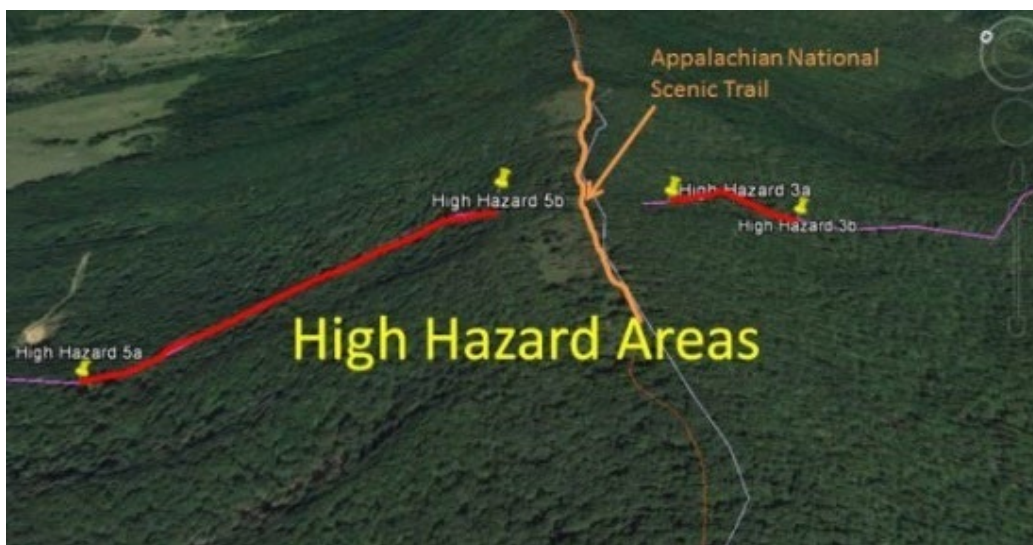 Appalachian National
Scenic Trail
High Hazard 3a
High Hazard 5b
High Hazard 3b
High Hazard Areas
High Hazard 5a